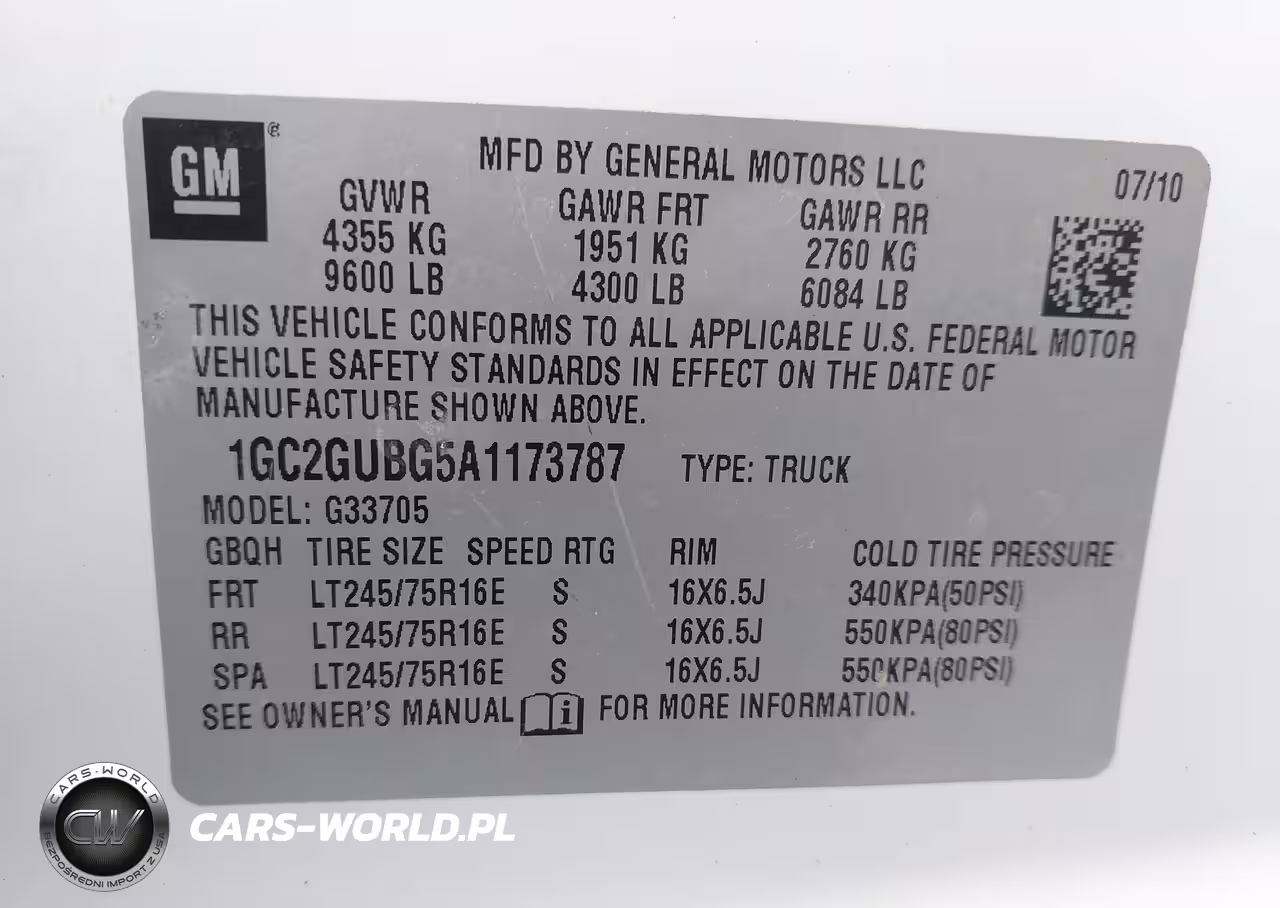 GM ®
MFD BY GENERAL MOTORS LLC
07/10
GVWR GAWR FRT GAWR RR
4355 KG 1951 KG 2760 KG
9600 LB 4300 LB 6084 LB
THIS VEHICLE CONFORMS TO ALL APPLICABLE U.S. FEDERAL MOTOR
VEHICLE SAFETY STANDARDS IN EFFECT ON THE DATE OF
MANUFACTURE SHOWN ABOVE.
1GC2GUBG5A1173787 TYPE: TRUCK
MODEL: G33705
GBQH TIRE SIZE SPEED RTG RIM COLD TIRE PRESSURE
FRT LT245/75R16E S 16X6.5J 340KPA(50PSI)
RR LT245/75R16E S 16X6.5J 550KPA(80PSI)
SPA LT245/75R16E S 16X6.5J 550KPA(80PSI)
SEE OWNER'S MANUAL i FOR MORE INFORMATION.
CARS-WORLD
CW
BEZPOŚREDNI IMPORT Z USA
CARS-WORLD.PL